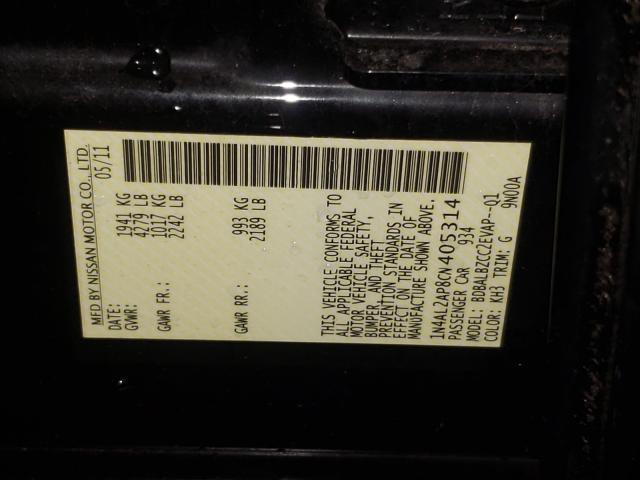 MFD BY NISSAN MOTOR CO., LTD.
DATE: 05/11
GVWR: 1941 KG
4279 LB
GAWR FR.: 1017 KG
2242 LB
GAWR RR.: 993 KG
2189 LB
THIS VEHICLE CONFORMS TO
ALL APPLICABLE FEDERAL
MOTOR VEHICLE SAFETY,
BUMPER, AND THEFT
PREVENTION STANDARDS IN
EFFECT ON THE DATE OF
MANUFACTURE SHOWN ABOVE.
1N4AL2AP8CN405314
PASSENGER CAR 934
MODEL: BDBALBZCC2EVAP--Q1
COLOR: KH3 TRIM: G 9N00A